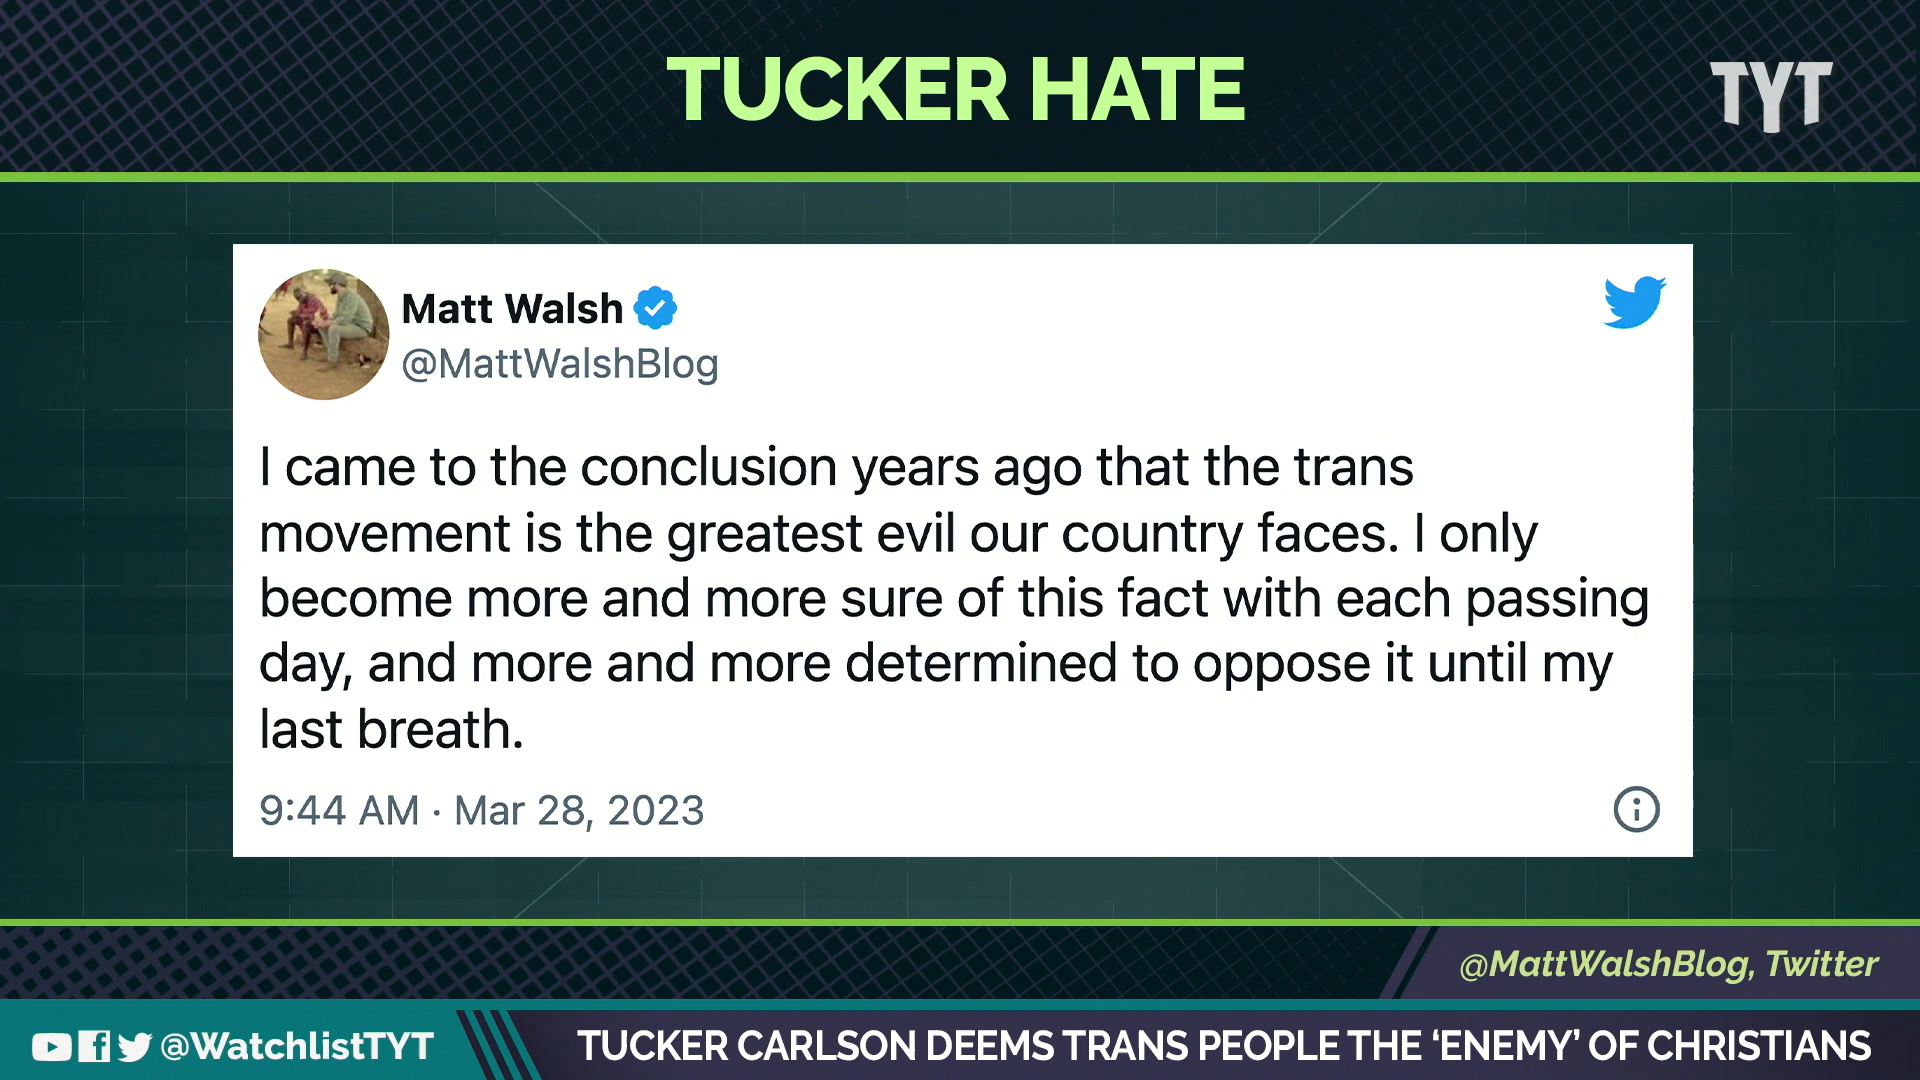 TUCKER HATE
TYT
Matt Walsh
@MattWalshBlog
I came to the conclusion years ago that the trans
movement is the greatest evil our country faces. I only
become more and more sure of this fact with each passing
day, and more and more determined to oppose it until my
last breath.
9:44 AM · Mar 28, 2023
@MattWalshBlog, Twitter
@WatchlistTYT
TUCKER CARLSON DEEMS TRANS PEOPLE THE ‘ENEMY’ OF CHRISTIANS